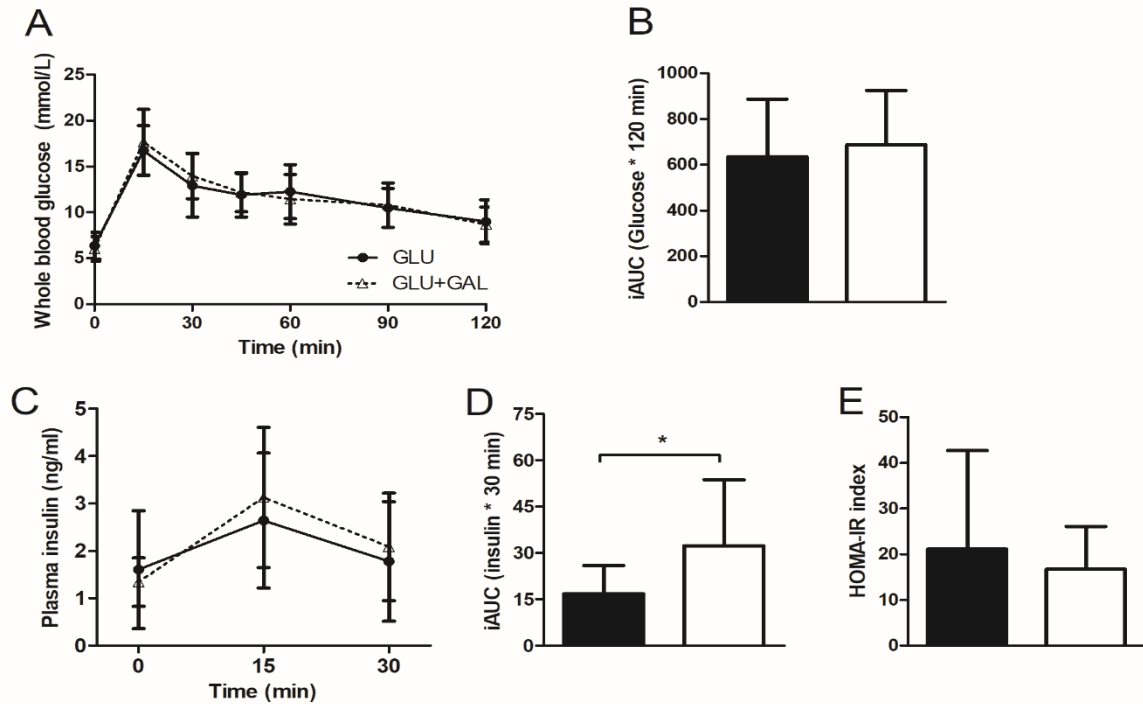 A
Whole blood glucose (mmol/L)
25
20
15
10
5
0
0 30 60 90 120
Time (min)
GLU
GLU+GAL
B
iAUC (Glucose * 120 min)
1000
800
600
400
200
0
C
Plasma insulin (ng/ml)
5
4
3
2
1
0
0 15 30
Time (min)
D
iAUC (insulin * 30 min)
75
60
45
30
15
0
*
E
HOMA-IR index
50
40
30
20
10
0